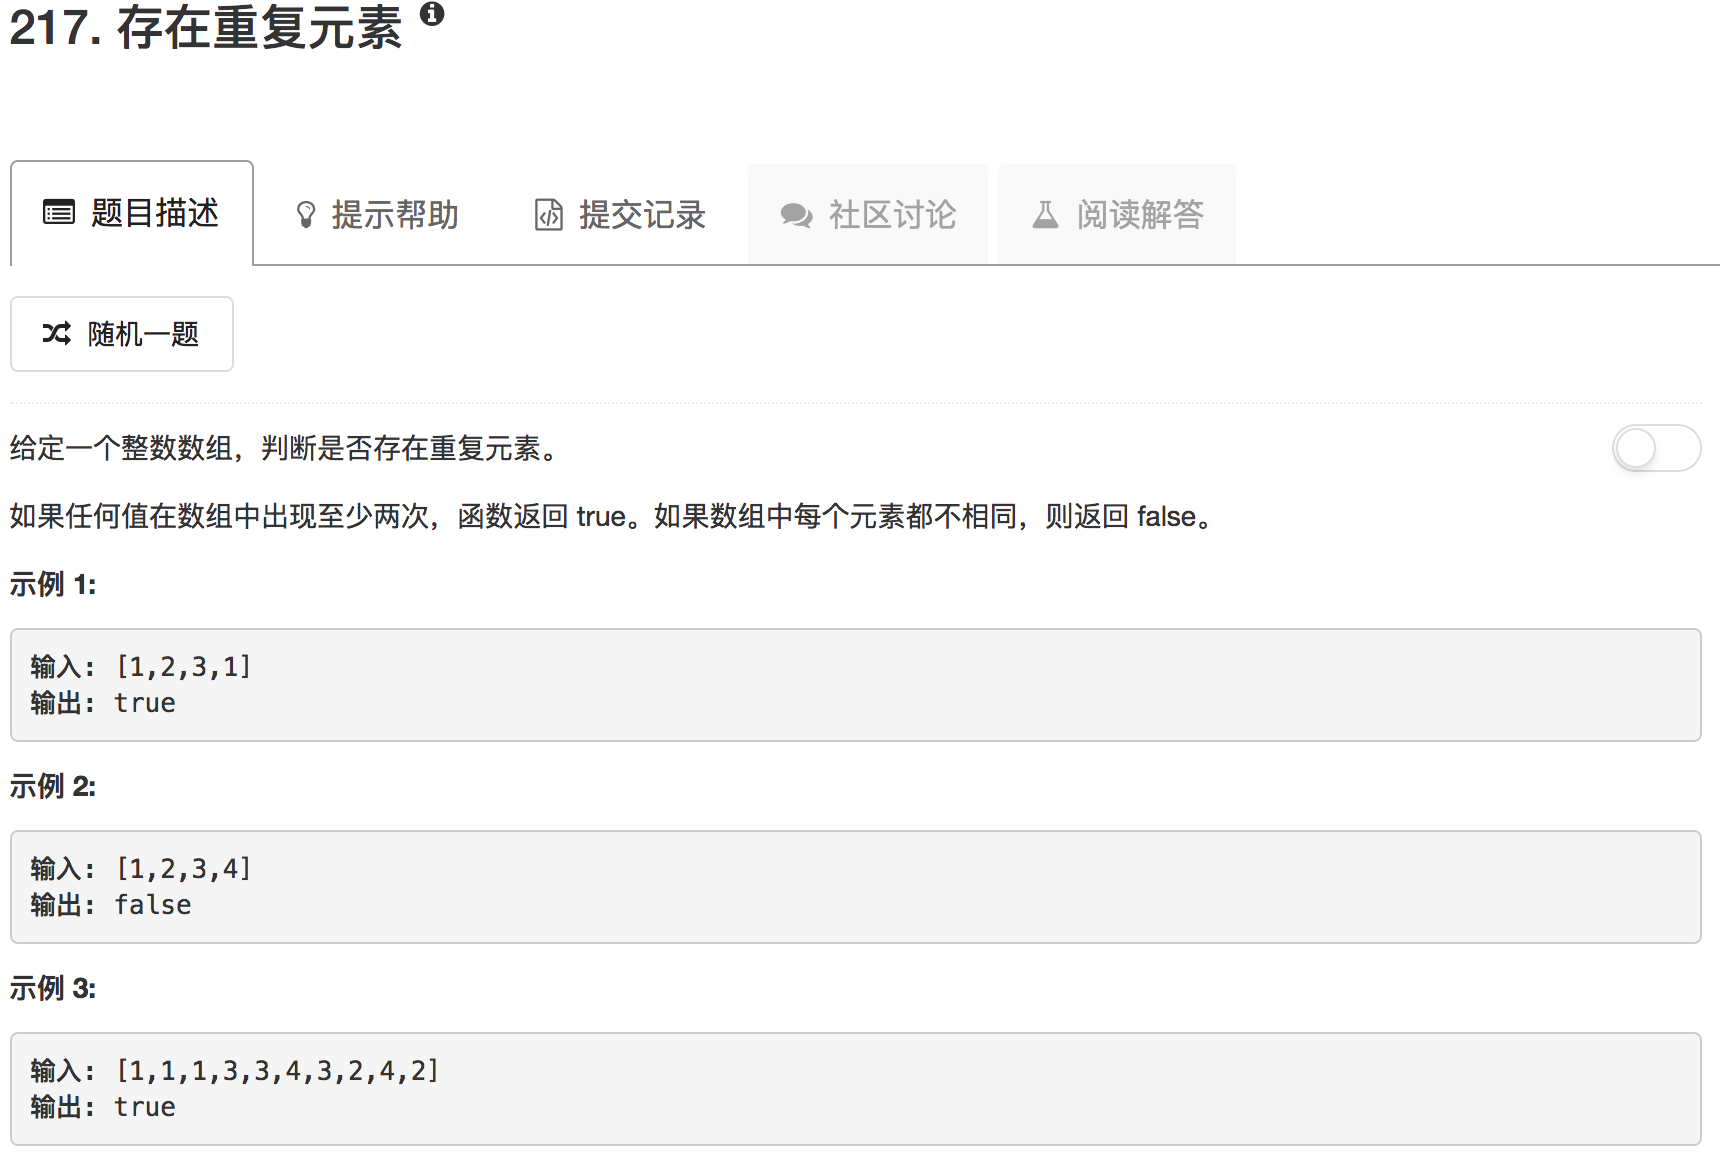 217. 存在重复元素
题目描述 提示帮助 提交记录 社区讨论 阅读解答
随机一题
给定一个整数数组，判断是否存在重复元素。
如果任何值在数组中出现至少两次，函数返回 true。如果数组中每个元素都不相同，则返回 false。
示例 1:
输入: [1,2,3,1]
输出: true
示例 2:
输入: [1,2,3,4]
输出: false
示例 3:
输入: [1,1,1,3,3,4,3,2,4,2]
输出: true